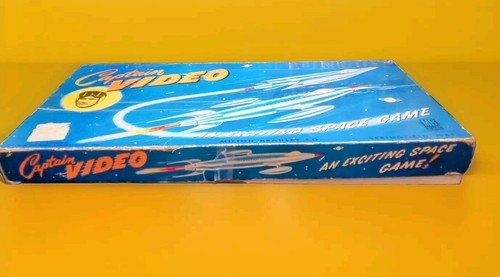 Captain
VIDEO
AN EXCITING SPACE GAME
Captain
VIDEO
AN EXCITING SPACE
GAME!